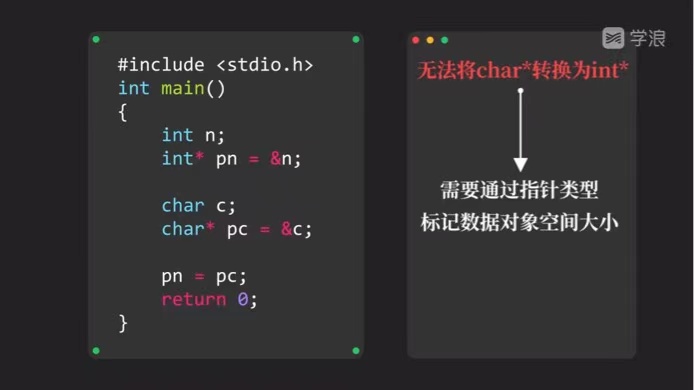 学浪
#include <stdio.h>
int main()
{
    int n;
    int* pn = &n;
    char c;
    char* pc = &c;
    pn = pc;
    return 0;
}
无法将char*转换为int*
需要通过指针类型
标记数据对象空间大小